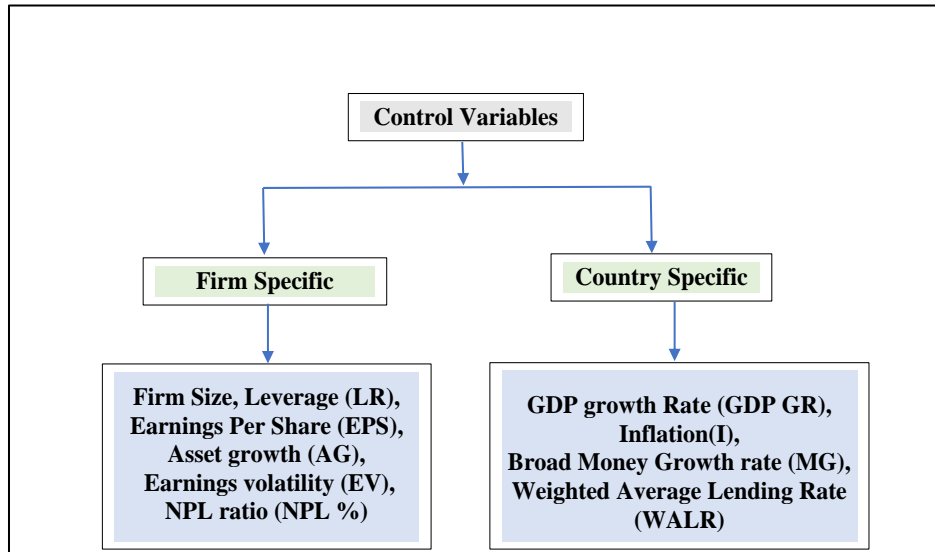 Control Variables
Firm Specific
Country Specific
Firm Size, Leverage (LR),
Earnings Per Share (EPS),
Asset growth (AG),
Earnings volatility (EV),
NPL ratio (NPL %)
GDP growth Rate (GDP GR),
Inflation(I),
Broad Money Growth rate (MG),
Weighted Average Lending Rate
(WALR)